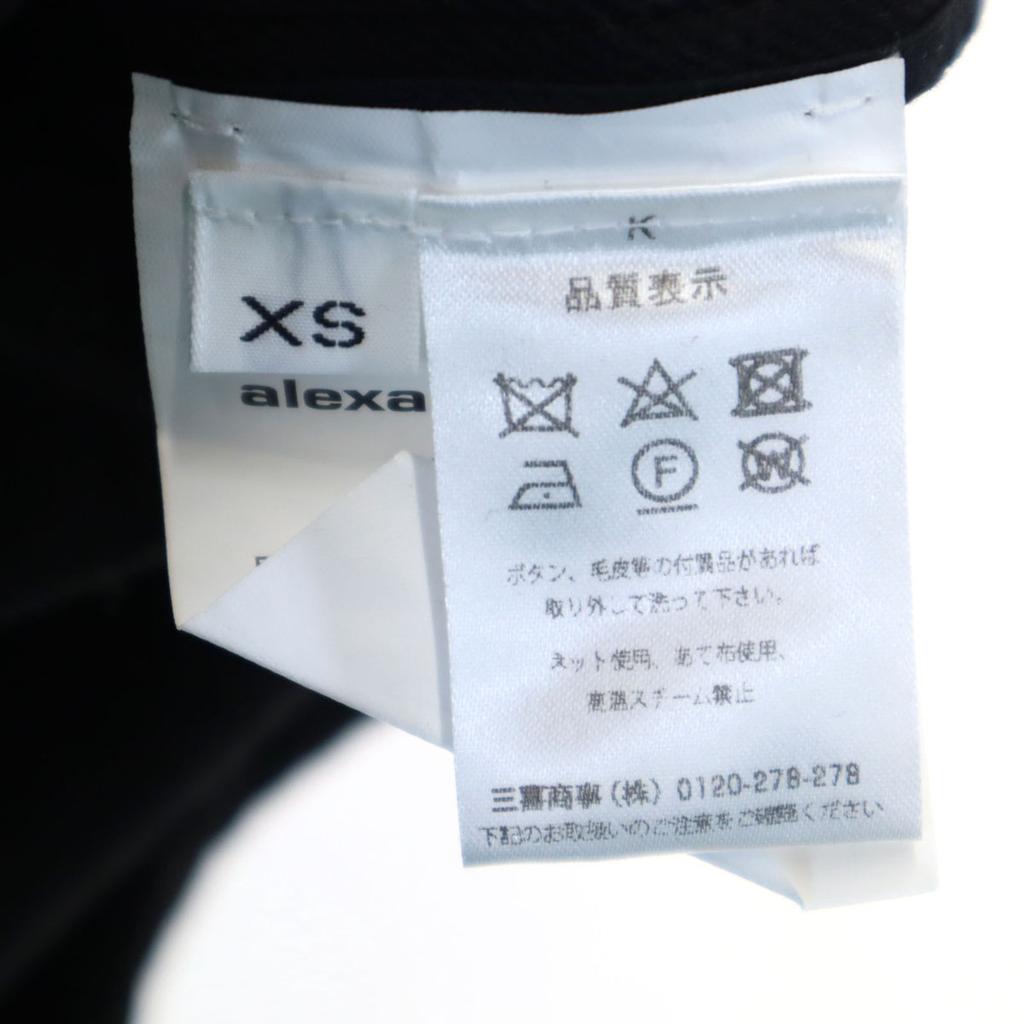 K
品質表示
XS
alexa
F
W
ボタン、毛皮等の付属品があれば
取り外して洗って下さい。
ネット使用、あて布使用、
高温スチーム禁止
三喜商事(株) 0120-278-278
下記のお取扱いのご注意をご確認ください